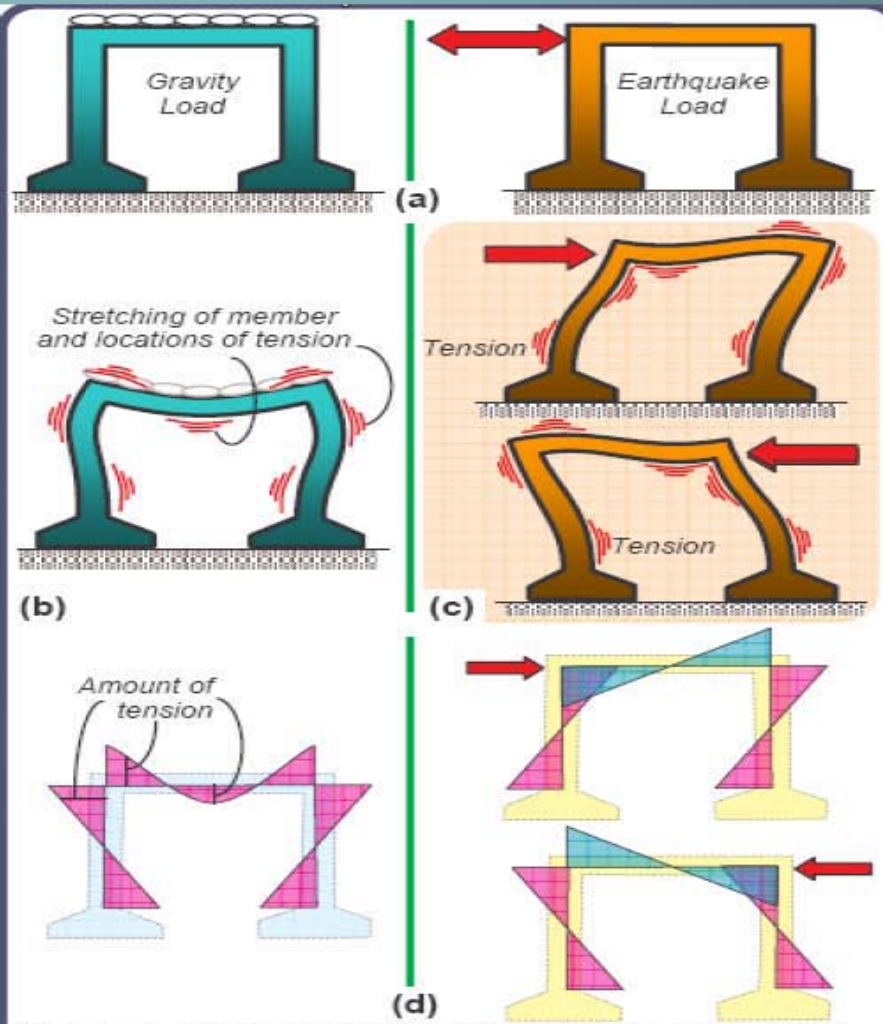 Gravity
Load
Earthquake
Load
(a)
Stretching of member
and locations of tension
Tension
Tension
(b)
(c)
Amount of
tension
(d)